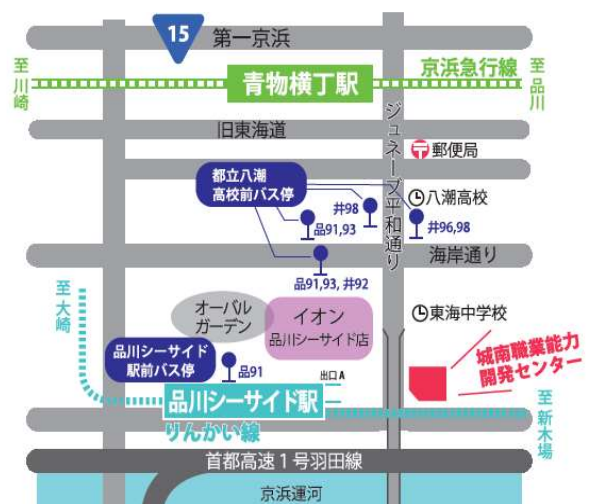 15
第一京浜
至川崎
青物横丁駅
京浜急行線
至品川
旧東海道
ジュネーブ平和通り
郵便局
都立八潮
高校前バス停
井98
八潮高校
品91,93
井96,98
海岸通り
品91,93, 井92
至大崎
オーバル
ガーデン
イオン
品川シーサイド店
東海中学校
城南職業能力
開発センター
品川シーサイド
駅前バス停
品91
出口A
品川シーサイド駅
至新木場
りんかい線
首都高速1号羽田線
京浜運河